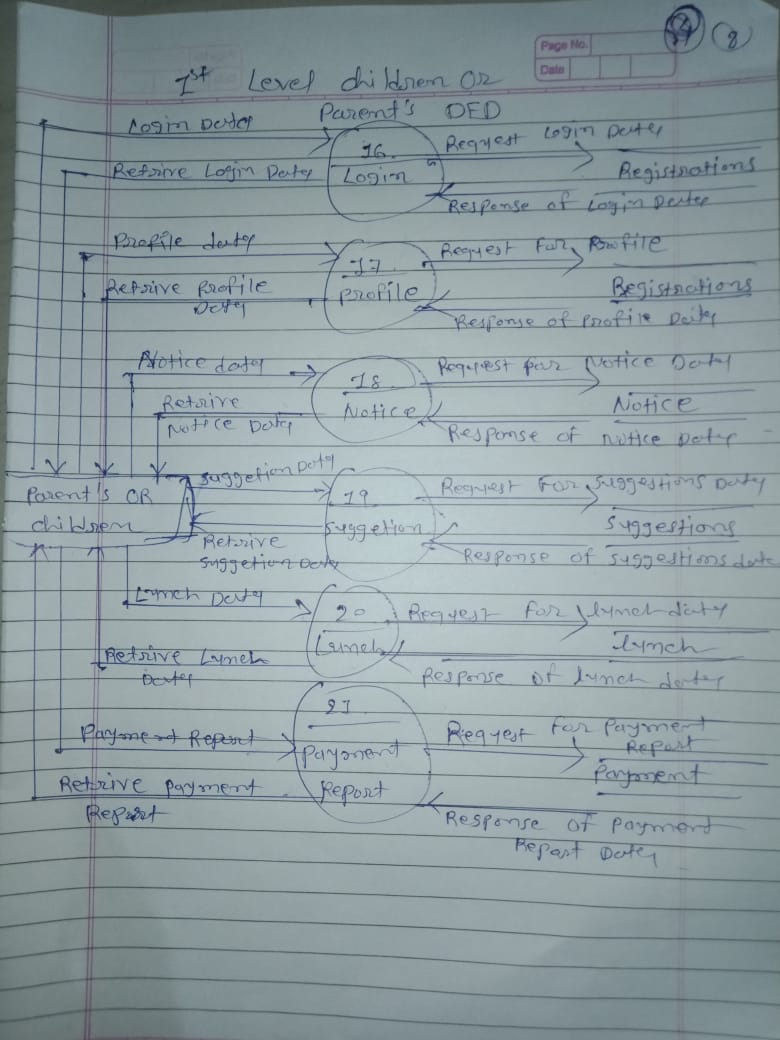 8
Page No.
Date
1st Level children or
Parent's DFD
Login Data
16.
Login
Request Login Data
Retrive Login Data
Registrations
Response of Login Data
Profile data
17.
Profile
Request For Profile
Retrive Profile
Data
Registrations
Response of Profile Data
Notice data
18.
Notice
Request for Notice Data
Retrive
Notice Data
Notice
Response of Notice Data
Parent's OR
children
Suggetion Data
19.
Suggetion
Request For Suggestions Data
Retrive
Suggetion Data
Suggestions
Response of Suggestions data
Lunch Data
20
Lunch
Request for lunch data
Retrive Lunch
Data
lunch
Response of lunch data
21.
Payment
Report
Payment Report
Request for Payment
Report
Payment
Retrive Payment
Report
Response of Payment
Report Data